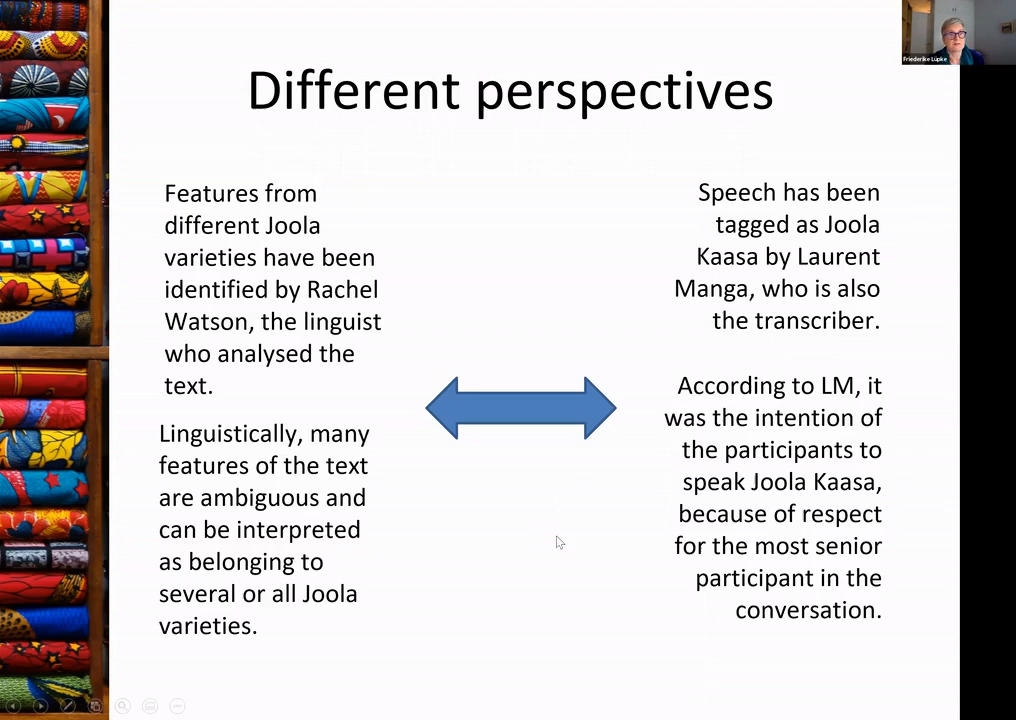 Different perspectives
Features from
different Joola
varieties have been
identified by Rachel
Watson, the linguist
who analysed the
text.
Linguistically, many
features of the text
are ambiguous and
can be interpreted
as belonging to
several or all Joola
varieties.
Speech has been
tagged as Joola
Kaasa by Laurent
Manga, who is also
the transcriber.
According to LM, it
was the intention of
the participants to
speak Joola Kaasa,
because of respect
for the most senior
participant in the
conversation.
Friederike Lüpke